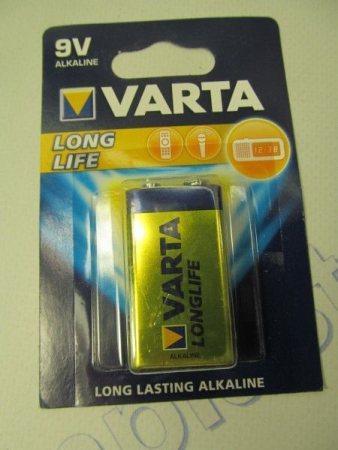 9V
ALKALINE
VARTA
LONG
LIFE
VARTA
LONGLIFE
ALKALINE
LONG LASTING ALKALINE